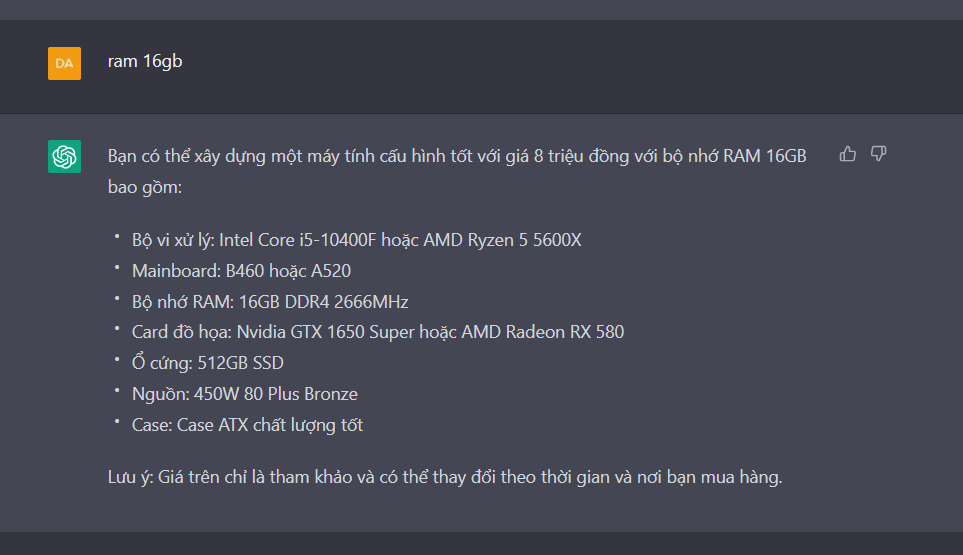 DA
ram 16gb
Bạn có thể xây dựng một máy tính cấu hình tốt với giá 8 triệu đồng với bộ nhớ RAM 16GB
bao gồm:
• Bộ vi xử lý: Intel Core i5-10400F hoặc AMD Ryzen 5 5600X
• Mainboard: B460 hoặc A520
• Bộ nhớ RAM: 16GB DDR4 2666MHz
• Card đồ họa: Nvidia GTX 1650 Super hoặc AMD Radeon RX 580
• Ổ cứng: 512GB SSD
• Nguồn: 450W 80 Plus Bronze
• Case: Case ATX chất lượng tốt
Lưu ý: Giá trên chỉ là tham khảo và có thể thay đổi theo thời gian và nơi bạn mua hàng.